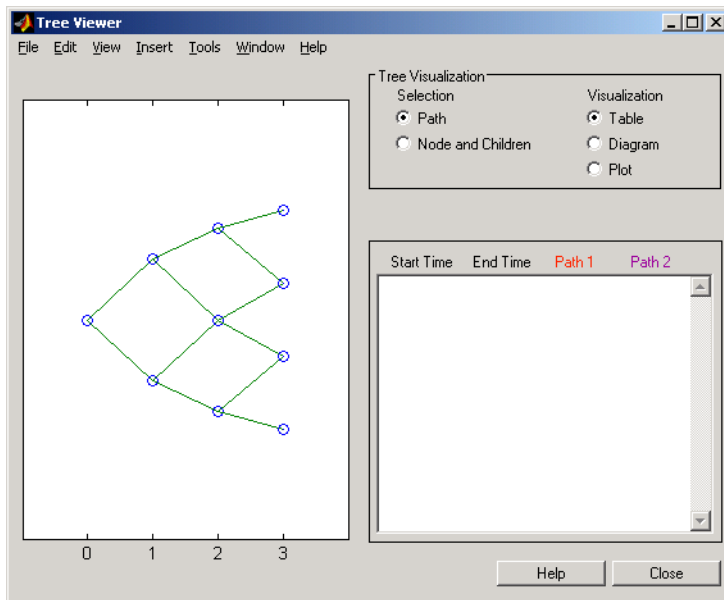 Tree Viewer
File Edit View Insert Tools Window Help
Tree Visualization
Selection
Path
Node and Children
Visualization
Table
Diagram
Plot
Start Time End Time Path 1 Path 2
0 1 2 3
Help Close